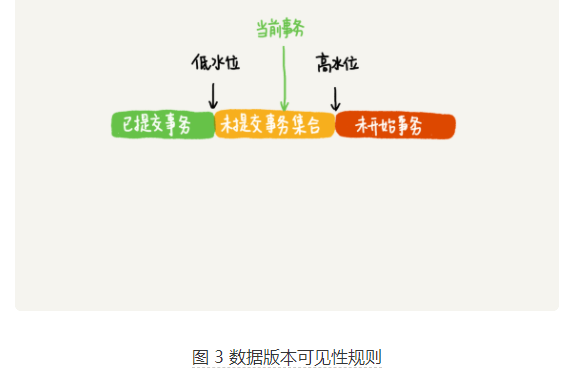 当前事务
低水位
高水位
已提交事务
未提交事务集合
未开始事务
图 3 数据版本可见性规则